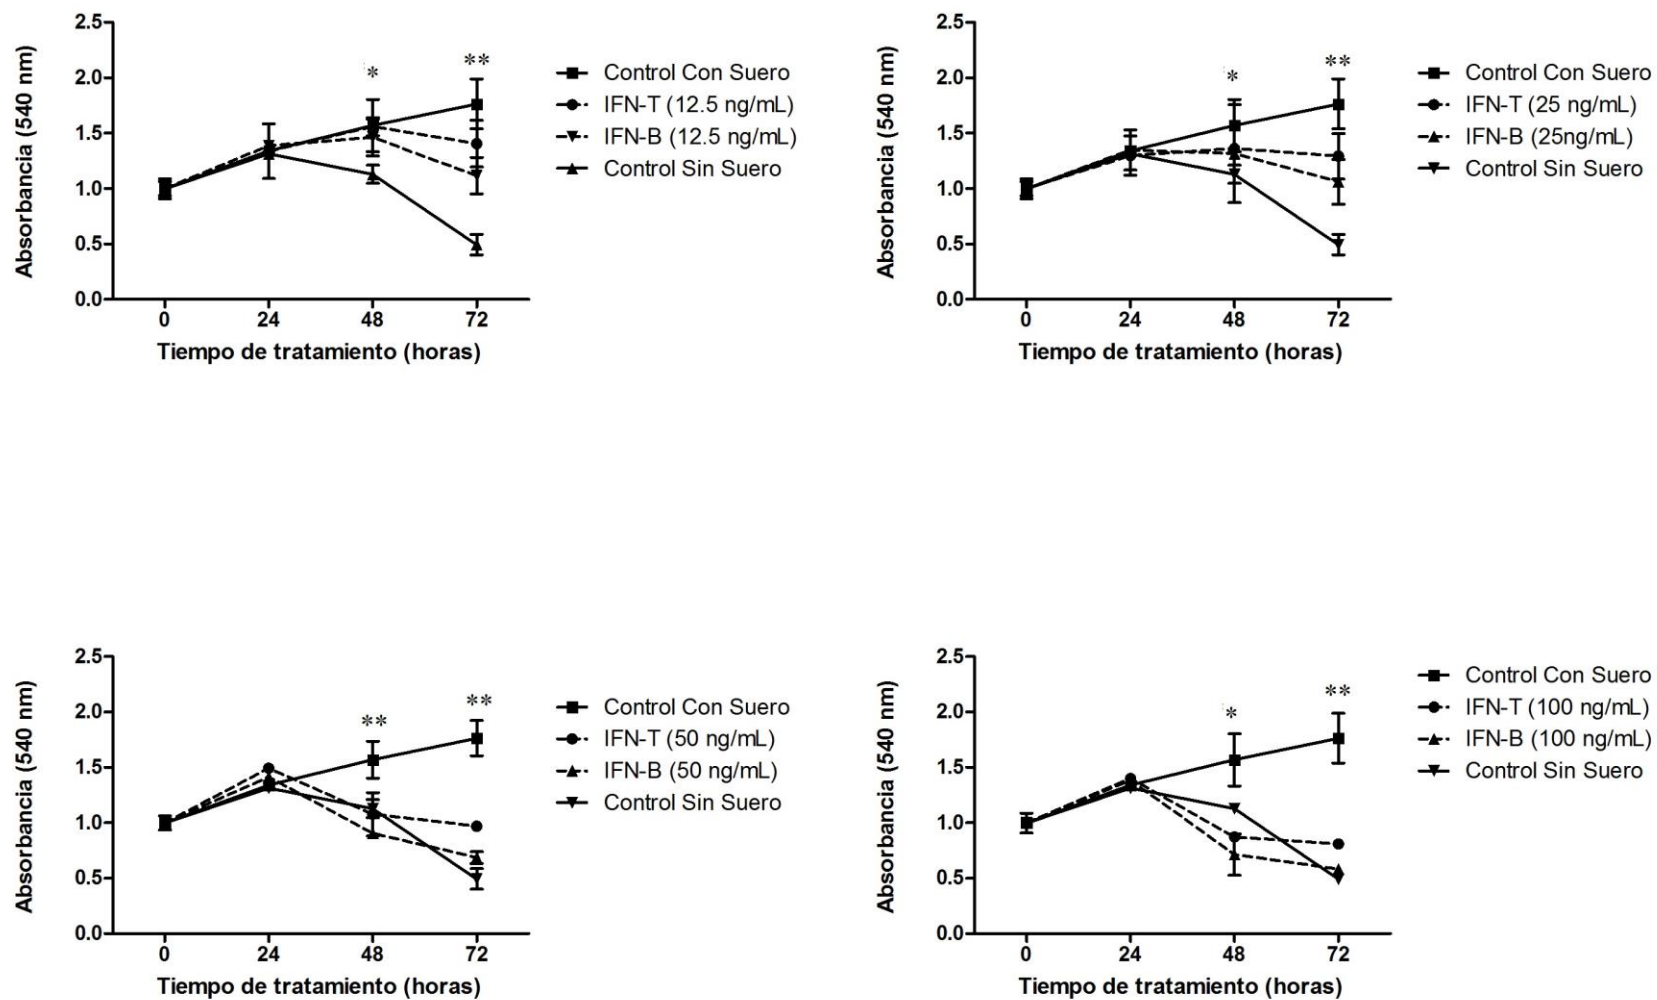 2.5
2.0
1.5
1.0
0.5
0.0
Absorbancia (540 nm)
*
**
0 24 48 72
Tiempo de tratamiento (horas)
Control Con Suero
IFN-T (12.5 ng/mL)
IFN-B (12.5 ng/mL)
Control Sin Suero
2.5
2.0
1.5
1.0
0.5
0.0
Absorbancia (540 nm)
*
**
0 24 48 72
Tiempo de tratamiento (horas)
Control Con Suero
IFN-T (25 ng/mL)
IFN-B (25ng/mL)
Control Sin Suero
2.5
2.0
1.5
1.0
0.5
0.0
Absorbancia (540 nm)
**
**
0 24 48 72
Tiempo de tratamiento (horas)
Control Con Suero
IFN-T (50 ng/mL)
IFN-B (50 ng/mL)
Control Sin Suero
2.5
2.0
1.5
1.0
0.5
0.0
Absorbancia (540 nm)
*
**
0 24 48 72
Tiempo de tratamiento (horas)
Control Con Suero
IFN-T (100 ng/mL)
IFN-B (100 ng/mL)
Control Sin Suero